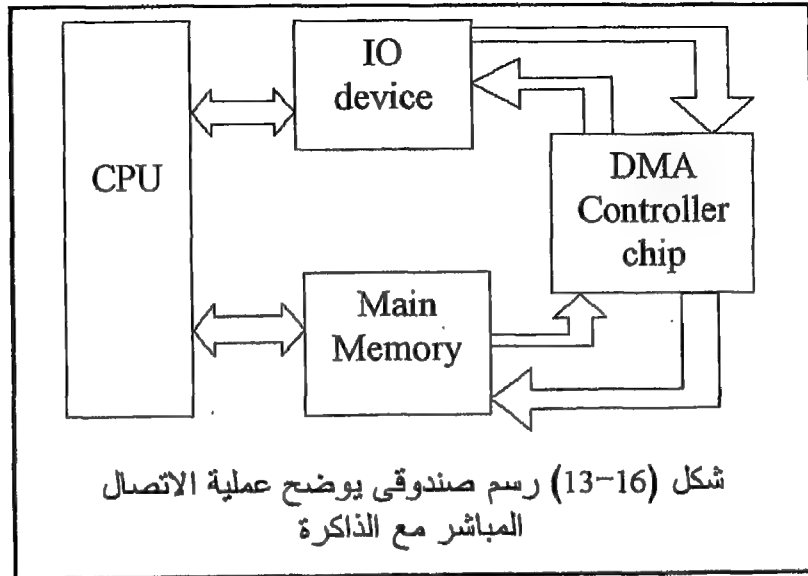 IO
device
CPU
DMA
Controller
chip
Main
Memory
شكل (16-13) رسم صندوقى يوضح عملية الاتصال
المباشر مع الذاكرة